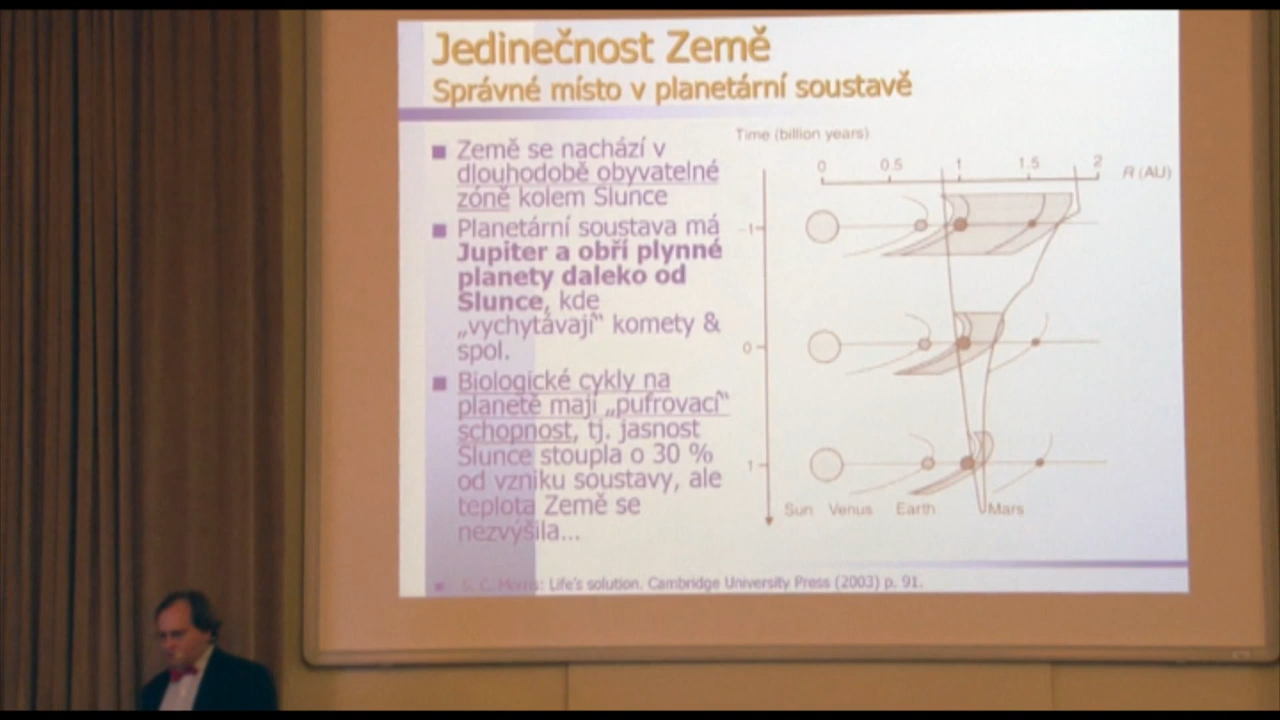 Jedinečnost Země
Správné místo v planetární soustavě
Země se nachází v
dlouhodobě obyvatelné
zóně kolem Slunce
Planetární soustava má
Jupiter a obří plynné
planety daleko od
Slunce, kde
„vychytávají“ komety &
spol.
Biologické cykly na
planetě mají „pufrovací“
schopnost, tj. jasnost
Slunce stoupla o 30 %
od vzniku soustavy, ale
teplota Země se
nezvýšila...
Time (billion years)
0 0.5 1 1.5 2
R (AU)
-1
0
1
Sun Venus Earth Mars
S. C. Morris: Life's solution. Cambridge University Press (2003) p. 91.